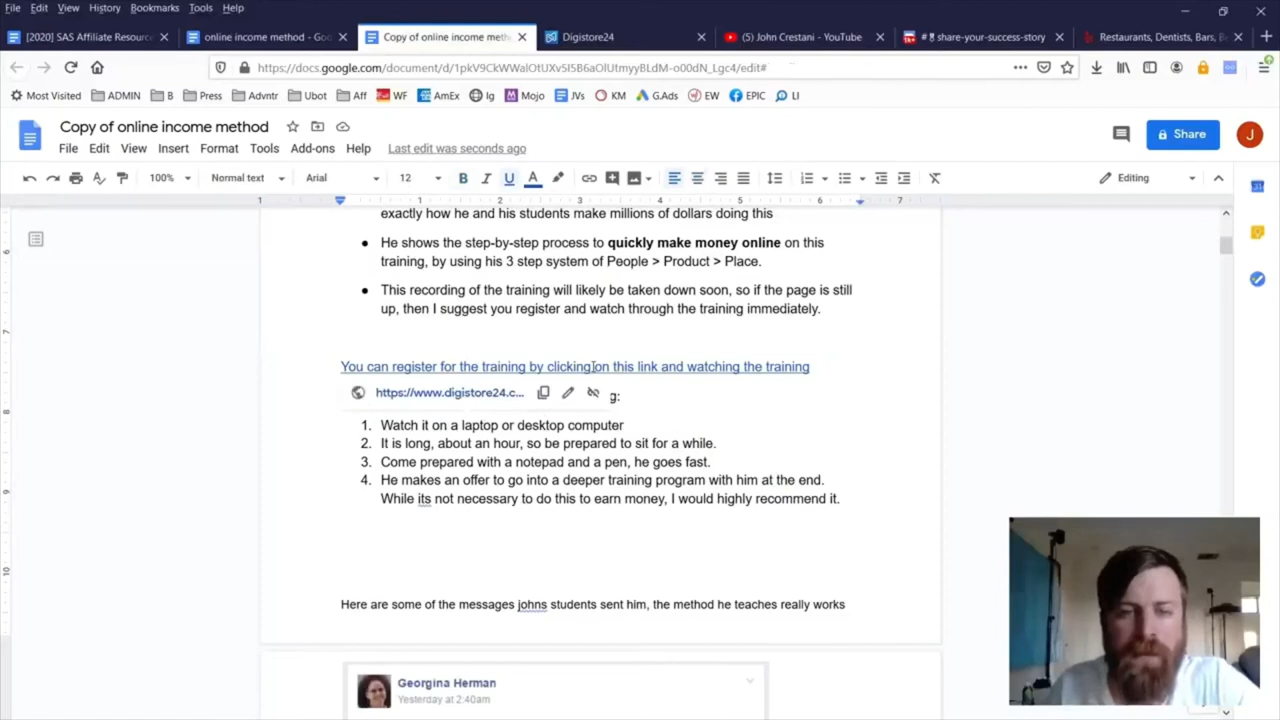 File Edit View History Bookmarks Tools Help
[2020] SAS Affiliate Resourc
online income method - Goo
Copy of online income meth
Digistore24
(5) John Crestani - YouTube
share-your-success-story
Restaurants, Dentists, Bars, B
Most Visited ADMIN B Press Advntr Ubot Aff WF AmEx Ig Mojo JVs KM G.Ads EW EPIC LI
Copy of online income method
Share
J
File Edit View Insert Format Tools Add-ons Help Last edit was seconds ago
100% Normal text Arial 12 B I U A Editing
1 1 2 3 4 5 6 7
exactly how he and his students make millions of dollars doing this
● He shows the step-by-step process to quickly make money online on this
training, by using his 3 step system of People > Product > Place.
● This recording of the training will likely be taken down soon, so if the page is still
up, then I suggest you register and watch through the training immediately.
You can register for the training by clicking on this link and watching the training
https://www.digistore24.c...
g:
1. Watch it on a laptop or desktop computer
2. It is long, about an hour, so be prepared to sit for a while.
3. Come prepared with a notepad and a pen, he goes fast.
4. He makes an offer to go into a deeper training program with him at the end.
While its not necessary to do this to earn money, I would highly recommend it.
Here are some of the messages johns students sent him, the method he teaches really works
Georgina Herman
Yesterday at 2:40am